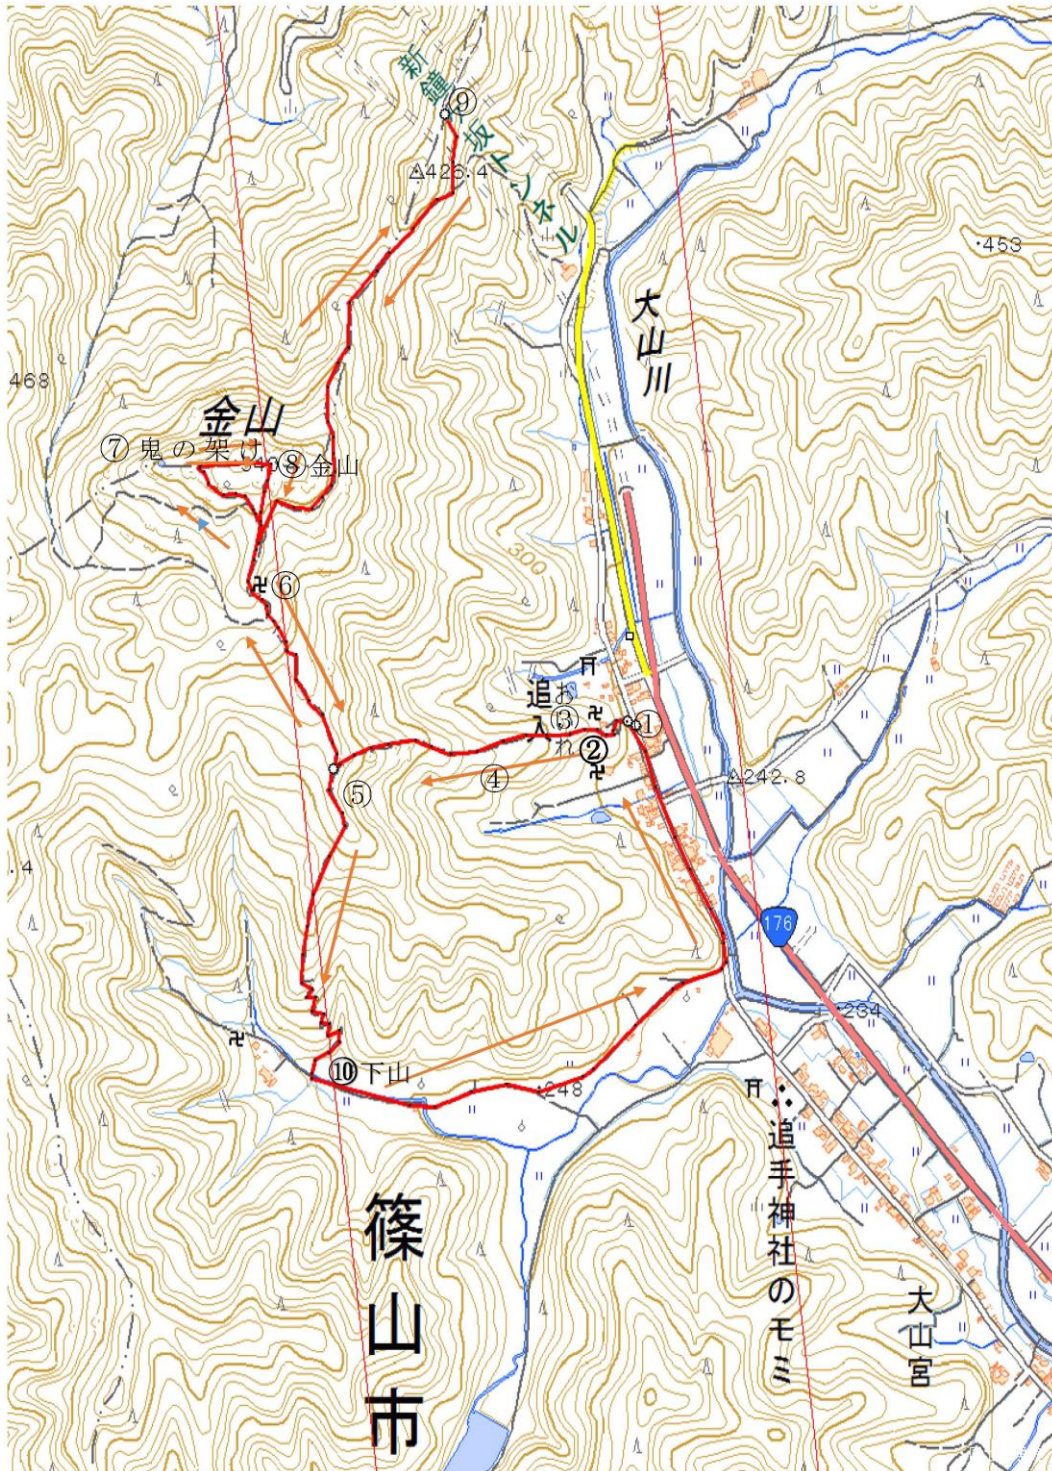 新鐘坂トンネル
⑨
△426.4
・453
大山川
468
金山
⑦鬼の架け
⑧金山
300
⑥
追入
おいれ
③
①
②
④
△242.8
⑤
.4
176
・234
⑩下山
・248
追手神社のモミ
篠山市
大山宮